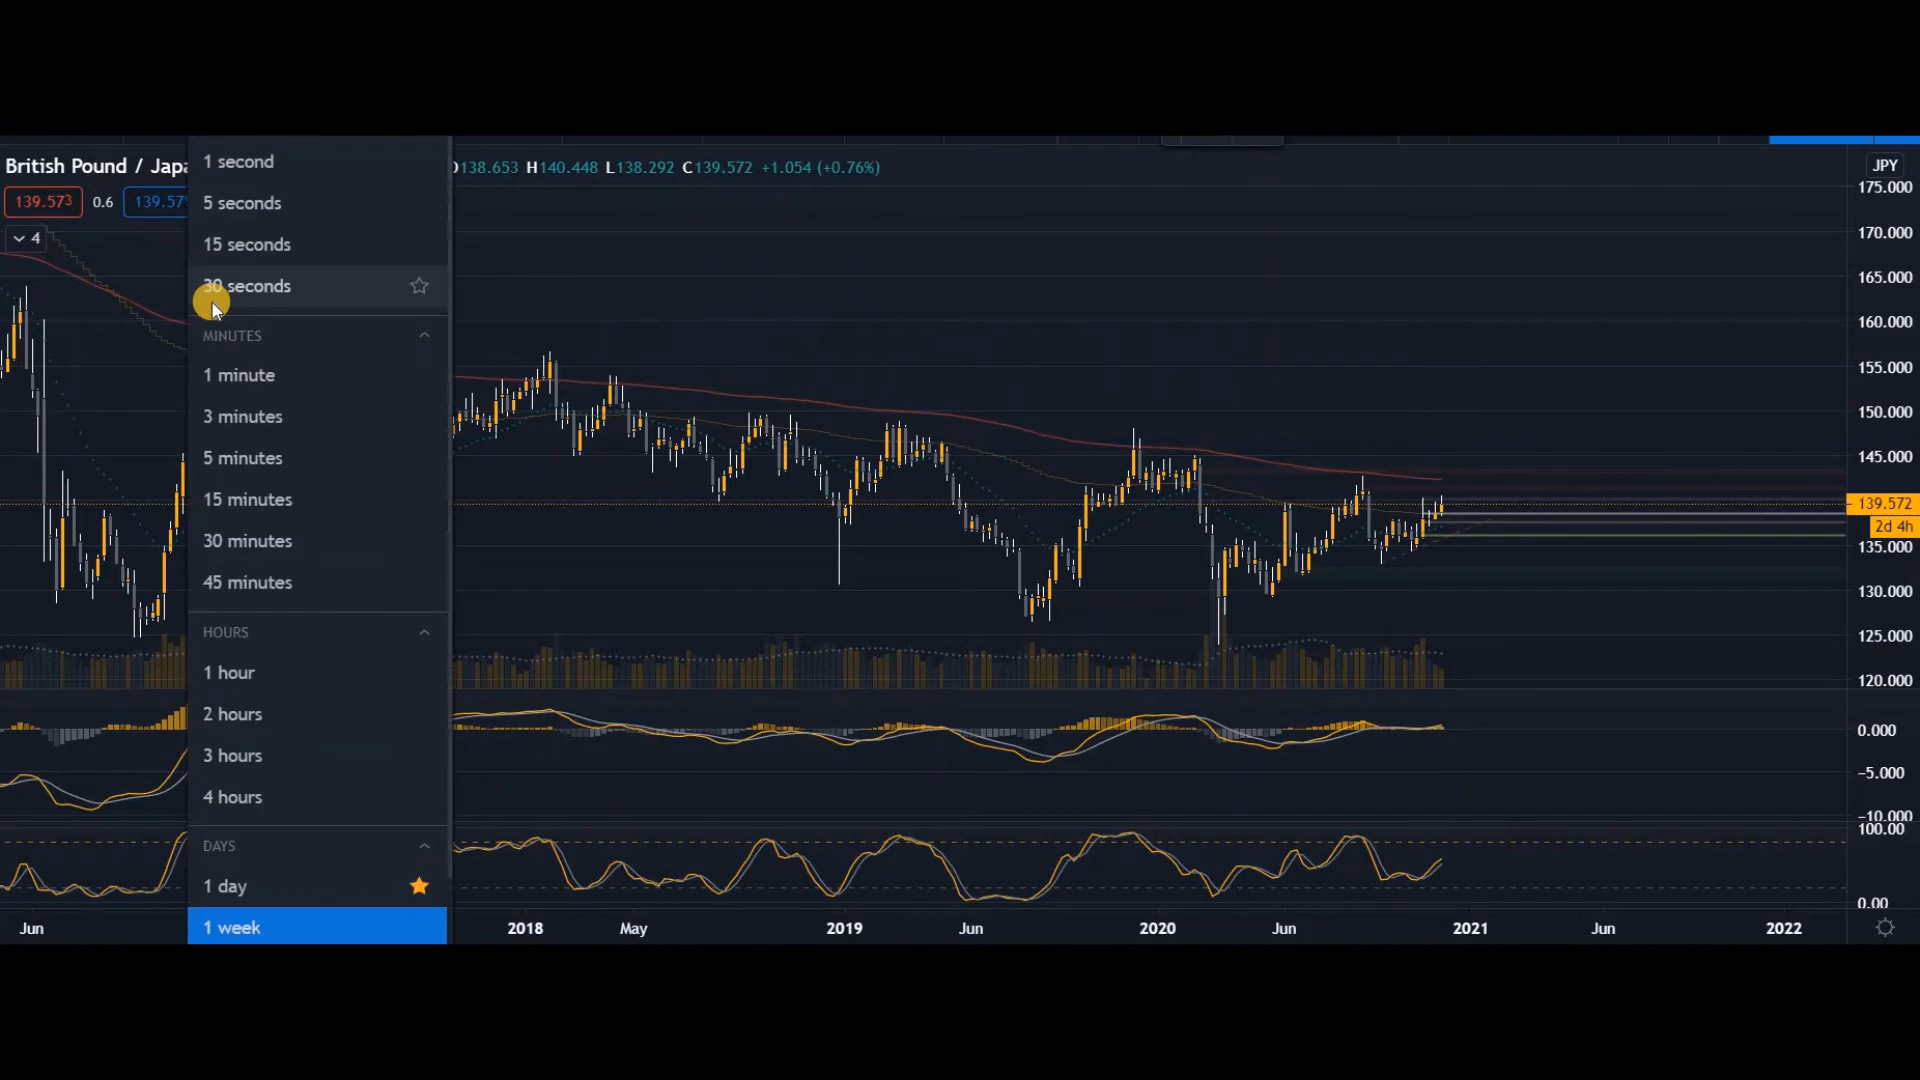 British Pound / Japa
138.653 H140.448 L138.292 C139.572 +1.054 (+0.76%)
JPY
139.573 0.6 139.57
4
1 second
5 seconds
15 seconds
30 seconds
MINUTES
1 minute
3 minutes
5 minutes
15 minutes
30 minutes
45 minutes
HOURS
1 hour
2 hours
3 hours
4 hours
DAYS
1 day
1 week
175.000
170.000
165.000
160.000
155.000
150.000
145.000
139.572
2d 4h
135.000
130.000
125.000
120.000
0.000
−5.000
−10.000
100.00
0.00
Jun 2018 May 2019 Jun 2020 Jun 2021 Jun 2022